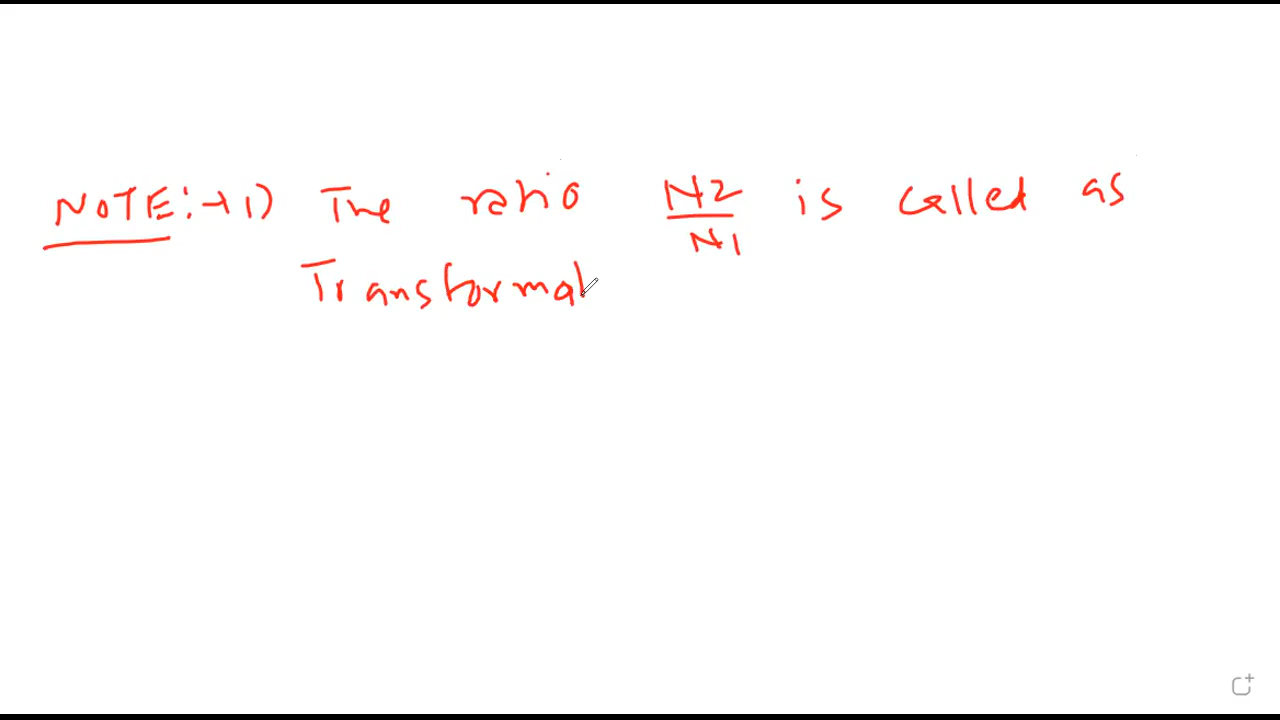 NOTE:→1) The ratio N2/N1 is called as
Transformat